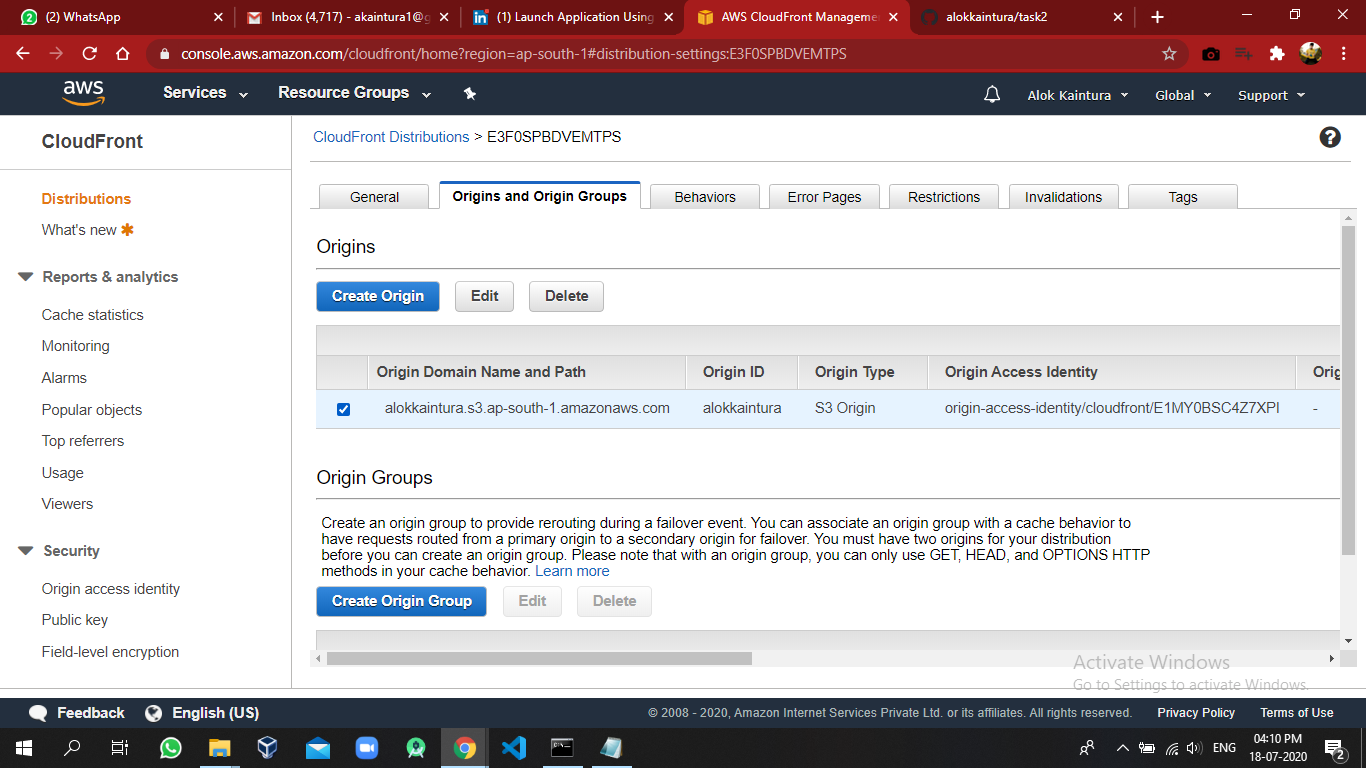 (2) WhatsApp
Inbox (4,717) - akaintura1@g
(1) Launch Application Using
AWS CloudFront Manageme
alokkaintura/task2
console.aws.amazon.com/cloudfront/home?region=ap-south-1#distribution-settings:E3F0SPBDVEMTPS
aws
Services
Resource Groups
Alok Kaintura
Global
Support
CloudFront
Distributions
What's new
Reports & analytics
Cache statistics
Monitoring
Alarms
Popular objects
Top referrers
Usage
Viewers
Security
Origin access identity
Public key
Field-level encryption
CloudFront Distributions > E3F0SPBDVEMTPS
General
Origins and Origin Groups
Behaviors
Error Pages
Restrictions
Invalidations
Tags
Origins
Create Origin
Edit
Delete
Origin Domain Name and Path
Origin ID
Origin Type
Origin Access Identity
Orig
alokkaintura.s3.ap-south-1.amazonaws.com
alokkaintura
S3 Origin
origin-access-identity/cloudfront/E1MY0BSC4Z7XPI
-
Origin Groups
Create an origin group to provide rerouting during a failover event. You can associate an origin group with a cache behavior to
have requests routed from a primary origin to a secondary origin for failover. You must have two origins for your distribution
before you can create an origin group. Please note that with an origin group, you can only use GET, HEAD, and OPTIONS HTTP
methods in your cache behavior. Learn more
Create Origin Group
Edit
Delete
Activate Windows
Go to Settings to activate Windows.
Feedback
English (US)
© 2008 - 2020, Amazon Internet Services Private Ltd. or its affiliates. All rights reserved.
Privacy Policy
Terms of Use
ENG
04:10 PM
18-07-2020
2